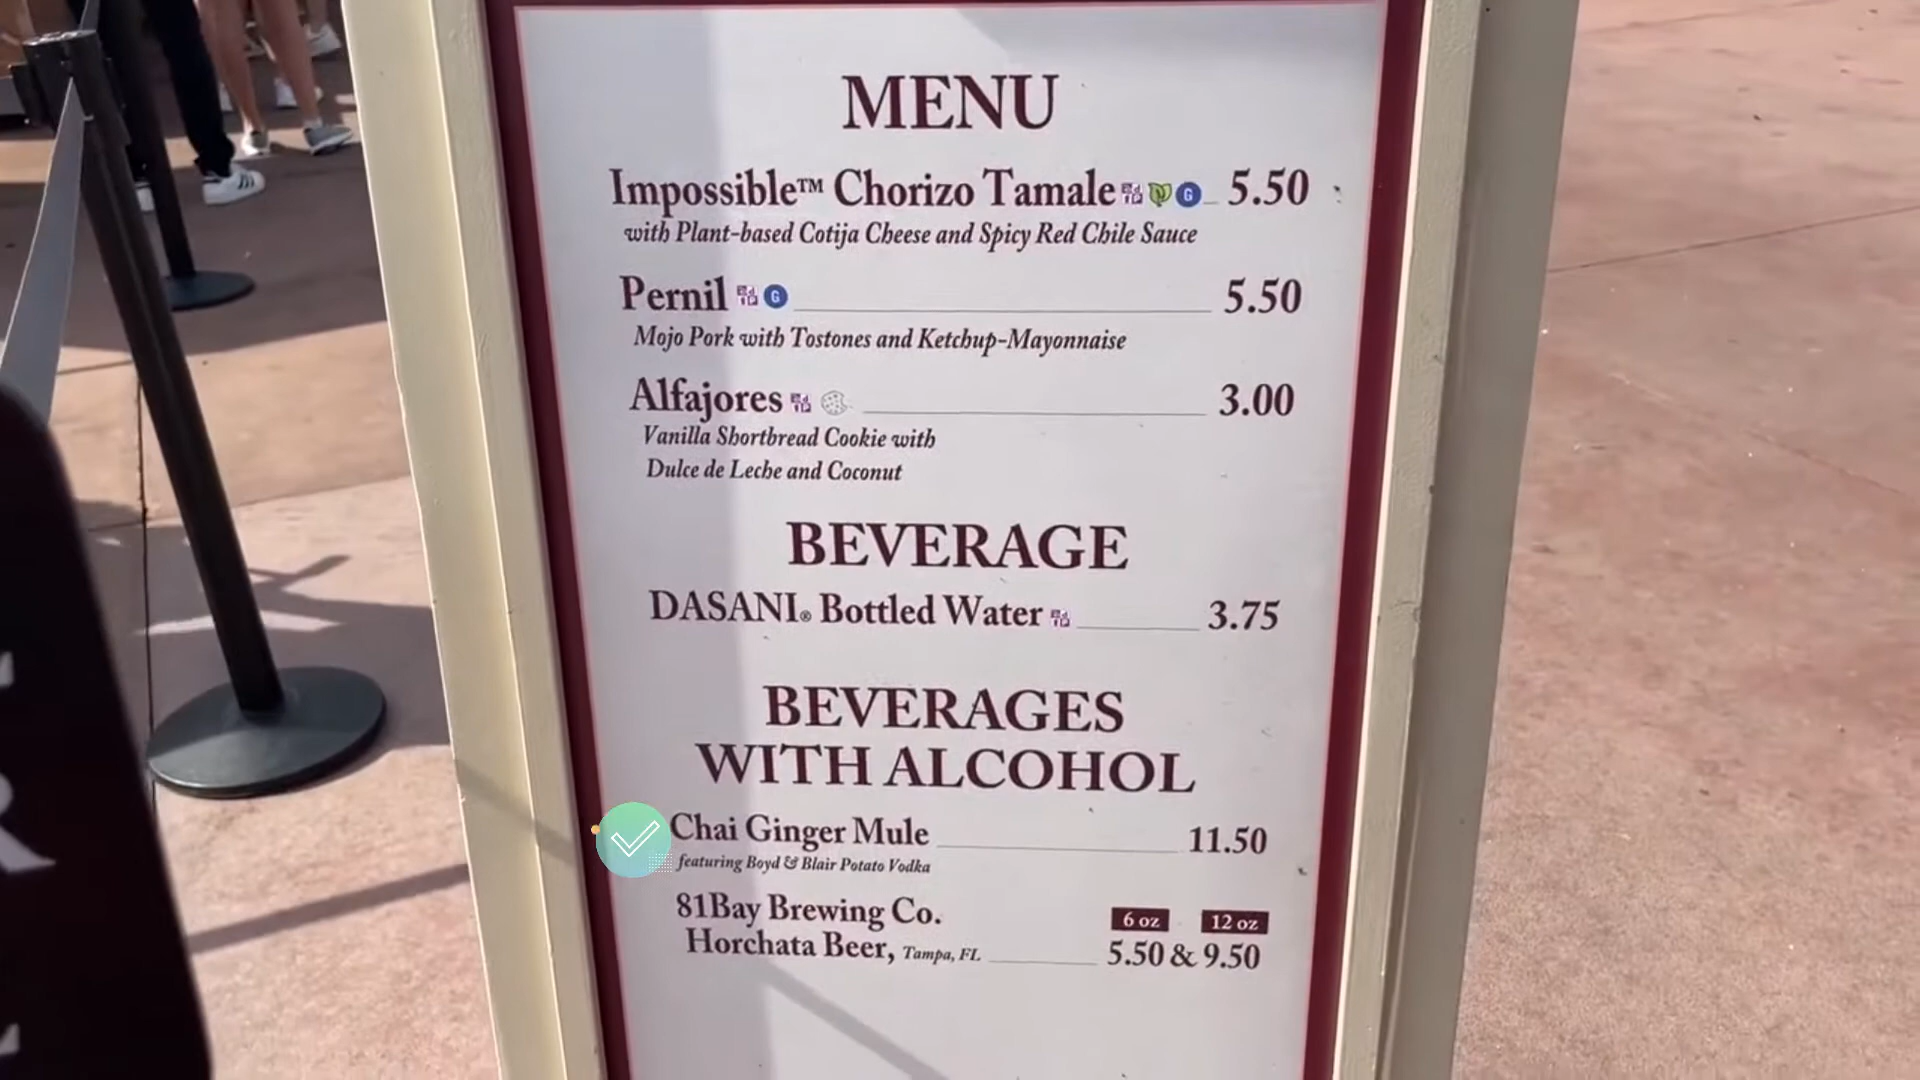 MENU
Impossible™ Chorizo Tamale G 5.50
with Plant-based Cotija Cheese and Spicy Red Chile Sauce
Pernil G 5.50
Mojo Pork with Tostones and Ketchup-Mayonnaise
Alfajores 3.00
Vanilla Shortbread Cookie with
Dulce de Leche and Coconut
BEVERAGE
DASANI® Bottled Water 3.75
BEVERAGES
WITH ALCOHOL
Chai Ginger Mule 11.50
featuring Boyd & Blair Potato Vodka
81Bay Brewing Co. 6 oz 12 oz
Horchata Beer, Tampa, FL 5.50 & 9.50